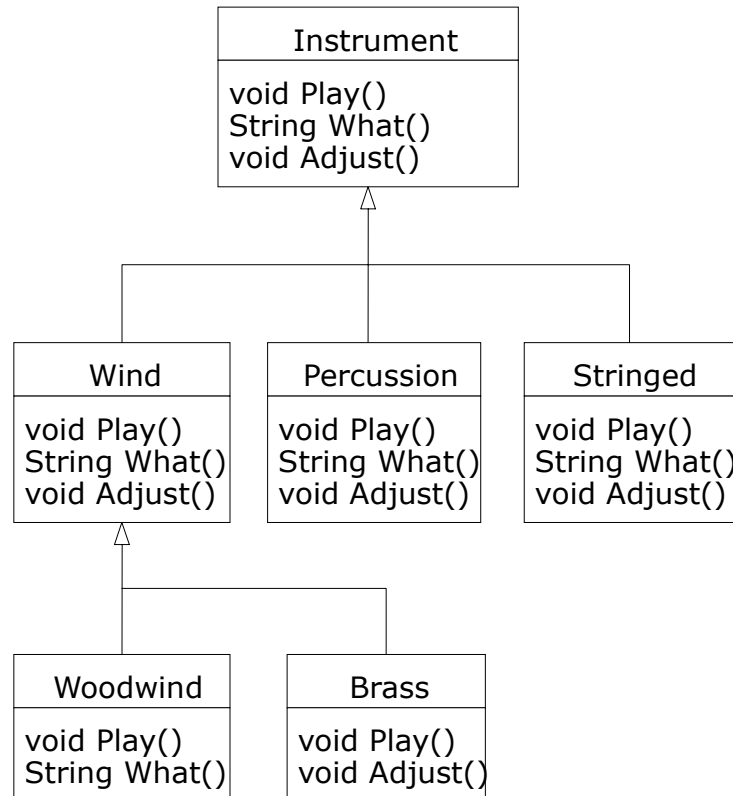 Instrument
void Play()
String What()
void Adjust()
Wind
void Play()
String What()
void Adjust()
Percussion
void Play()
String What()
void Adjust()
Stringed
void Play()
String What()
void Adjust()
Woodwind
void Play()
String What()
Brass
void Play()
void Adjust()